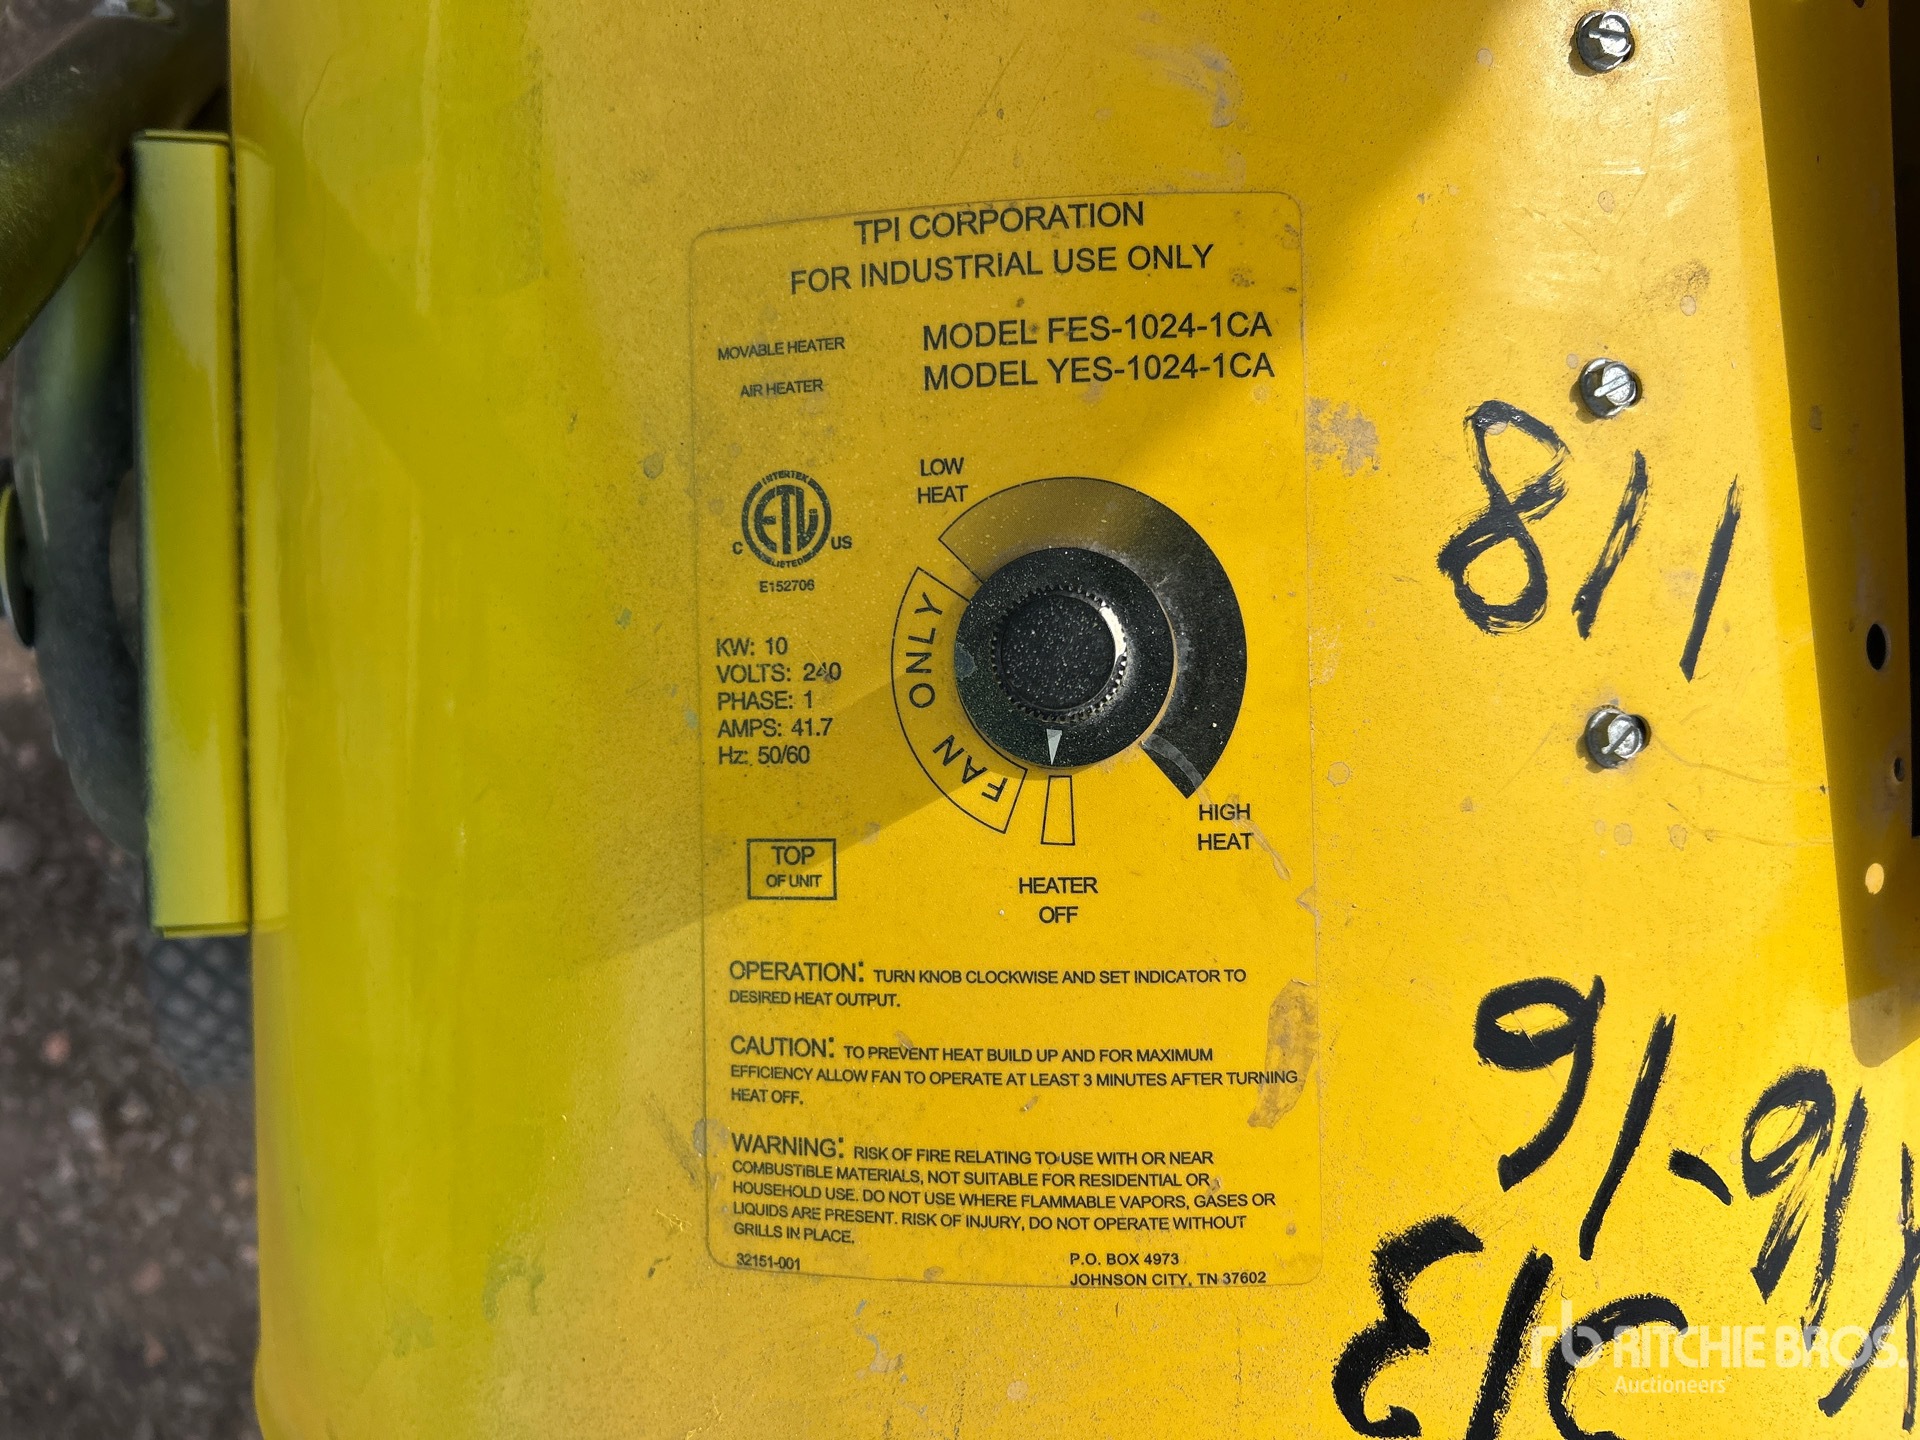 TPI CORPORATION
FOR INDUSTRIAL USE ONLY
MOVABLE HEATER MODEL FES-1024-1CA
AIR HEATER MODEL YES-1024-1CA
INTERTEK
ETL
LISTED
C US
E152706
KW: 10
VOLTS: 240
PHASE: 1
AMPS: 41.7
Hz: 50/60
TOP
OF UNIT
LOW
HEAT
FAN ONLY
HEATER
OFF
HIGH
HEAT
OPERATION: TURN KNOB CLOCKWISE AND SET INDICATOR TO
DESIRED HEAT OUTPUT.
CAUTION: TO PREVENT HEAT BUILD UP AND FOR MAXIMUM
EFFICIENCY ALLOW FAN TO OPERATE AT LEAST 3 MINUTES AFTER TURNING
HEAT OFF.
WARNING: RISK OF FIRE RELATING TO USE WITH OR NEAR
COMBUSTIBLE MATERIALS, NOT SUITABLE FOR RESIDENTIAL OR
HOUSEHOLD USE. DO NOT USE WHERE FLAMMABLE VAPORS, GASES OR
LIQUIDS ARE PRESENT. RISK OF INJURY, DO NOT OPERATE WITHOUT
GRILLS IN PLACE.
32151-001
P.O. BOX 4973
JOHNSON CITY, TN 37602
811
rb RITCHIE BROS.
Auctioneers